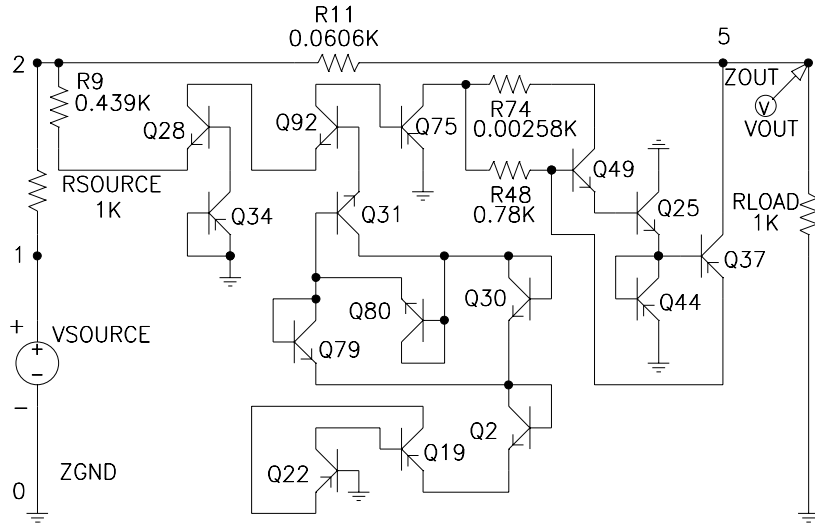 R11
0.0606K
2
5
R9
0.439K
ZOUT
V
VOUT
Q28
Q92
Q75
R74
0.00258K
RSOURCE
1K
Q34
Q31
R48
0.78K
Q49
Q25
RLOAD
1K
1
Q37
Q80
Q30
Q44
+
VSOURCE
+
-
Q79
-
Q2
Q19
Q22
ZGND
0